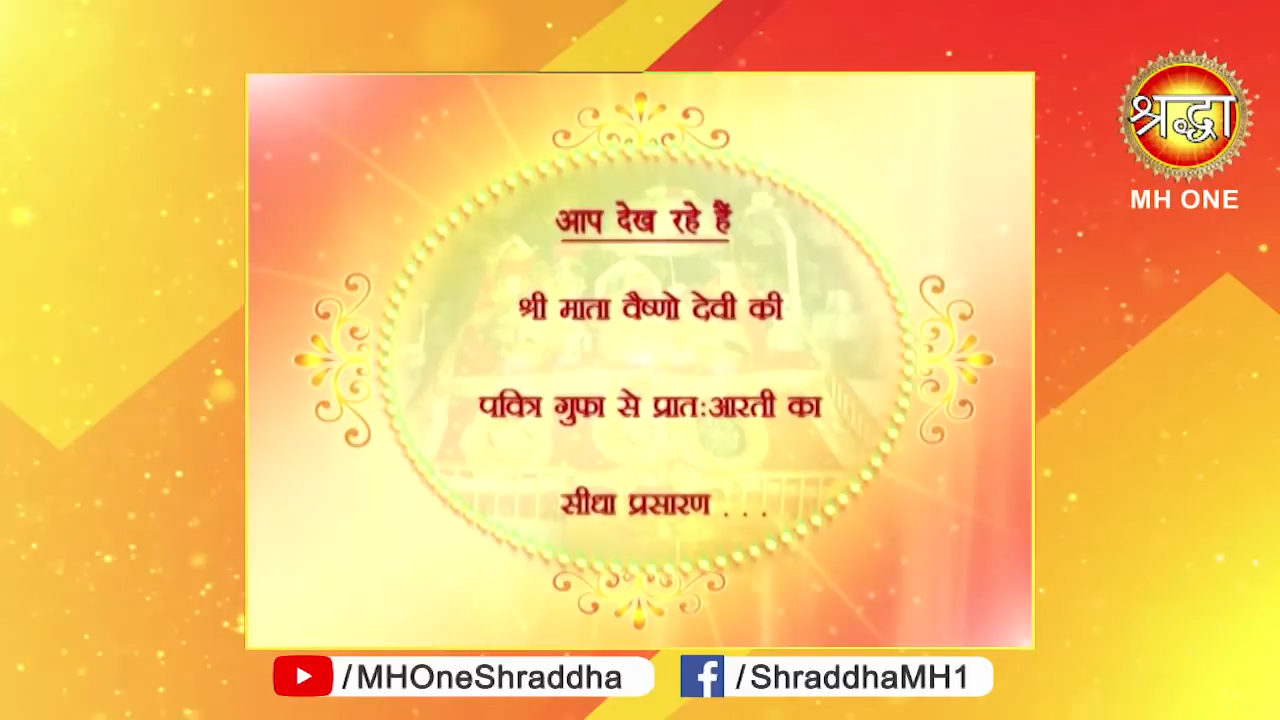 श्रद्धा
MH ONE
आप देख रहे हैं
श्री माता वैष्णो देवी की
पवित्र गुफा से प्रातःआरती का
सीधा प्रसारण . . .
/MHOneShraddha
/ShraddhaMH1